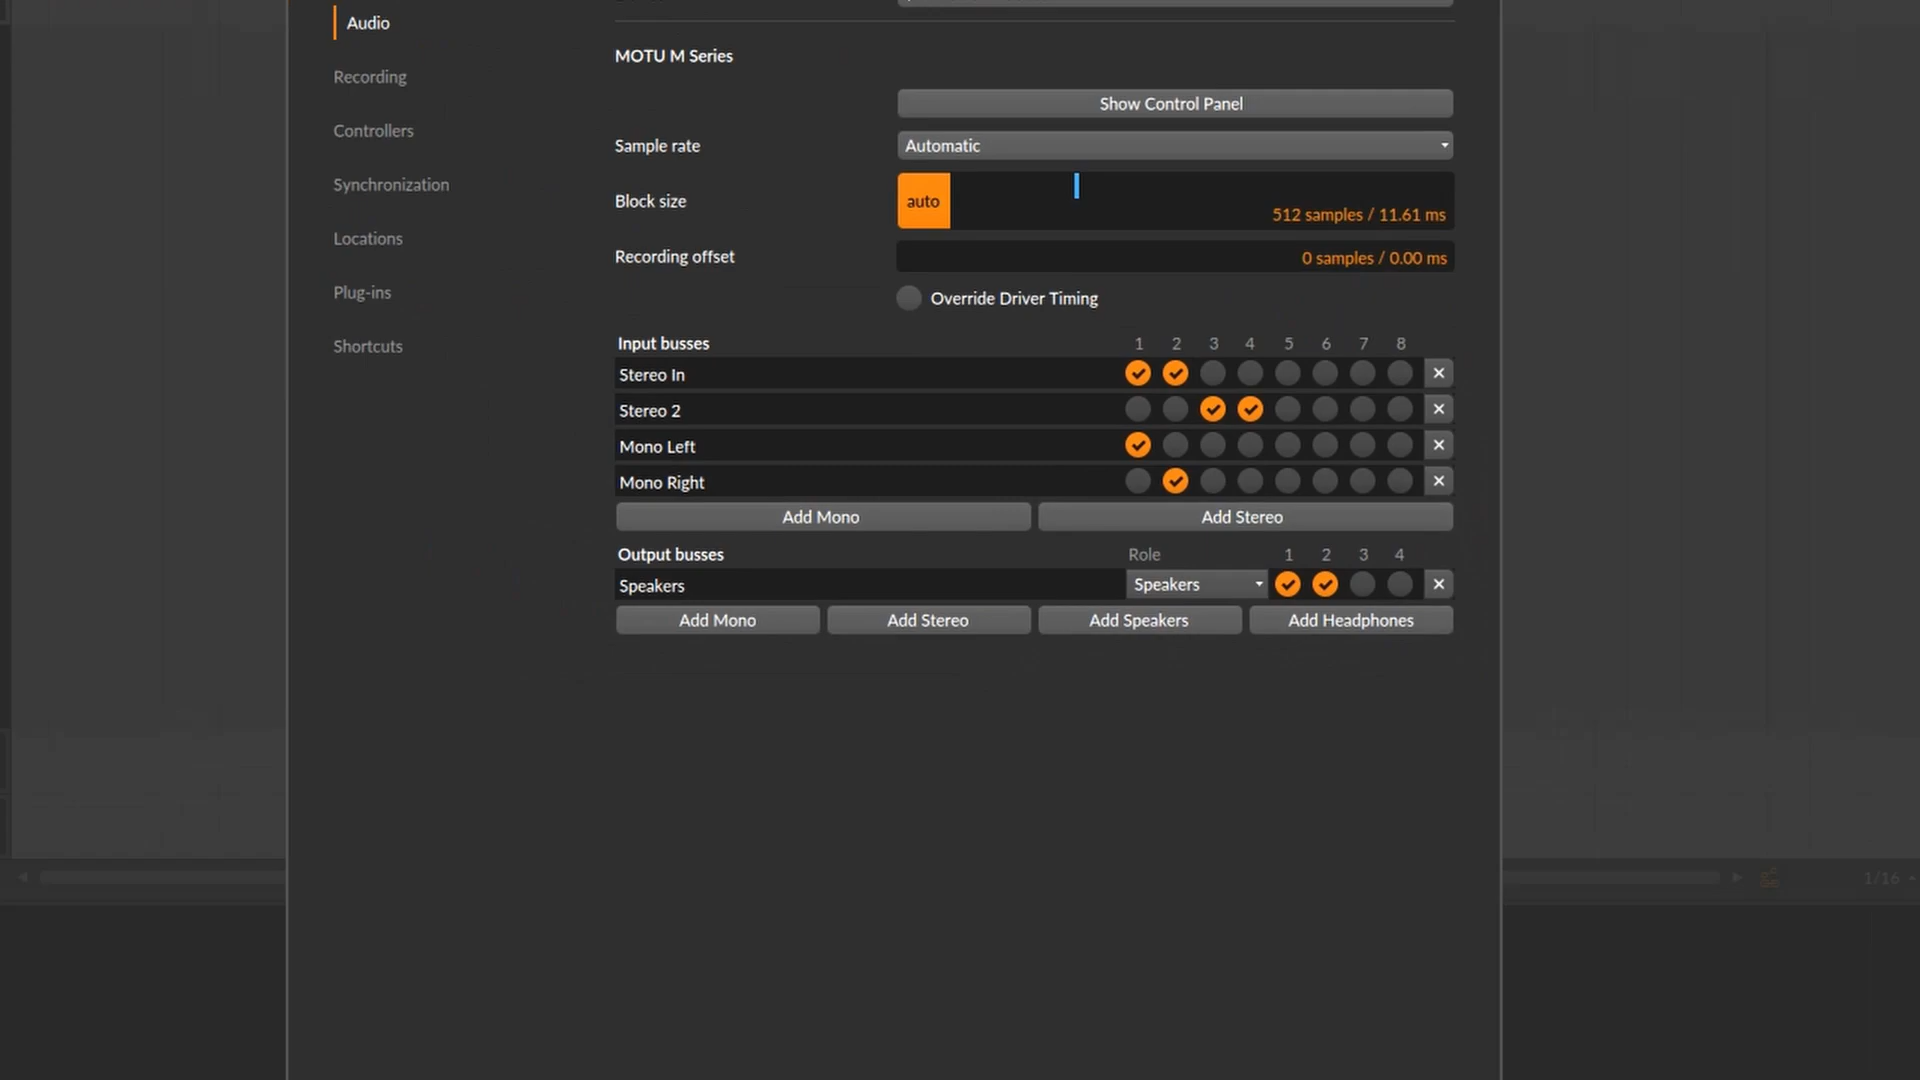 Audio
Recording
Controllers
Synchronization
Locations
Plug-ins
Shortcuts
MOTU M Series
Show Control Panel
Sample rate Automatic
Block size auto 512 samples / 11.61 ms
Recording offset 0 samples / 0.00 ms
Override Driver Timing
Input busses 1 2 3 4 5 6 7 8
Stereo In
Stereo 2
Mono Left
Mono Right
Add Mono Add Stereo
Output busses Role 1 2 3 4
Speakers Speakers
Add Mono Add Stereo Add Speakers Add Headphones
1/16